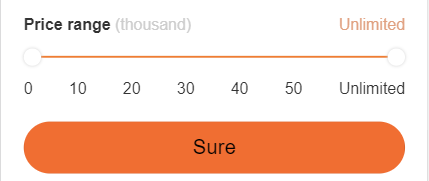 Price range (thousand) Unlimited
0 10 20 30 40 50 Unlimited
Sure